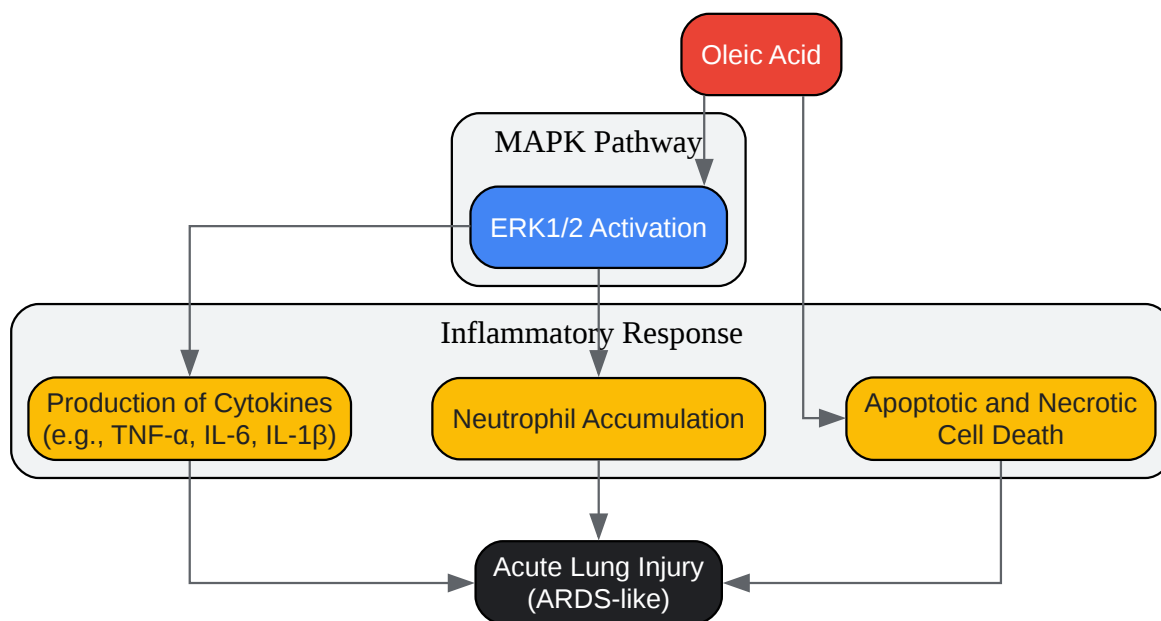 Oleic Acid
MAPK Pathway
ERK1/2 Activation
Inflammatory Response
Production of Cytokines
(e.g., TNF-α, IL-6, IL-1β)
Neutrophil Accumulation
Apoptotic and Necrotic
Cell Death
Acute Lung Injury
(ARDS-like)